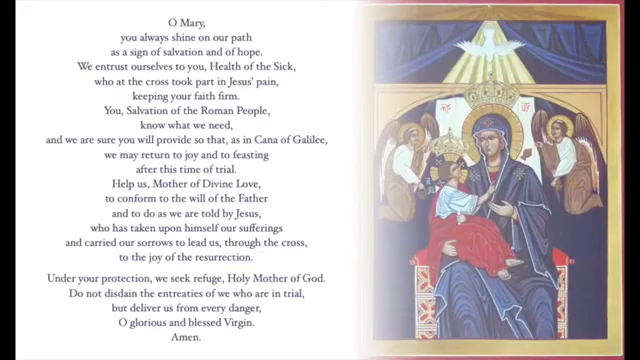 O Mary,
you always shine on our path
as a sign of salvation and of hope.
We entrust ourselves to you, Health of the Sick,
who at the cross took part in Jesus' pain,
keeping your faith firm.
You, Salvation of the Roman People,
know what we need,
and we are sure you will provide so that, as in Cana of Galilee,
we may return to joy and to feasting
after this time of trial.
Help us, Mother of Divine Love,
to conform to the will of the Father
and to do as we are told by Jesus,
who has taken upon himself our sufferings
and carried our sorrows to lead us, through the cross,
to the joy of the resurrection.
Under your protection, we seek refuge, Holy Mother of God.
Do not disdain the entreaties of we who are in trial,
but deliver us from every danger,
O glorious and blessed Virgin.
Amen.